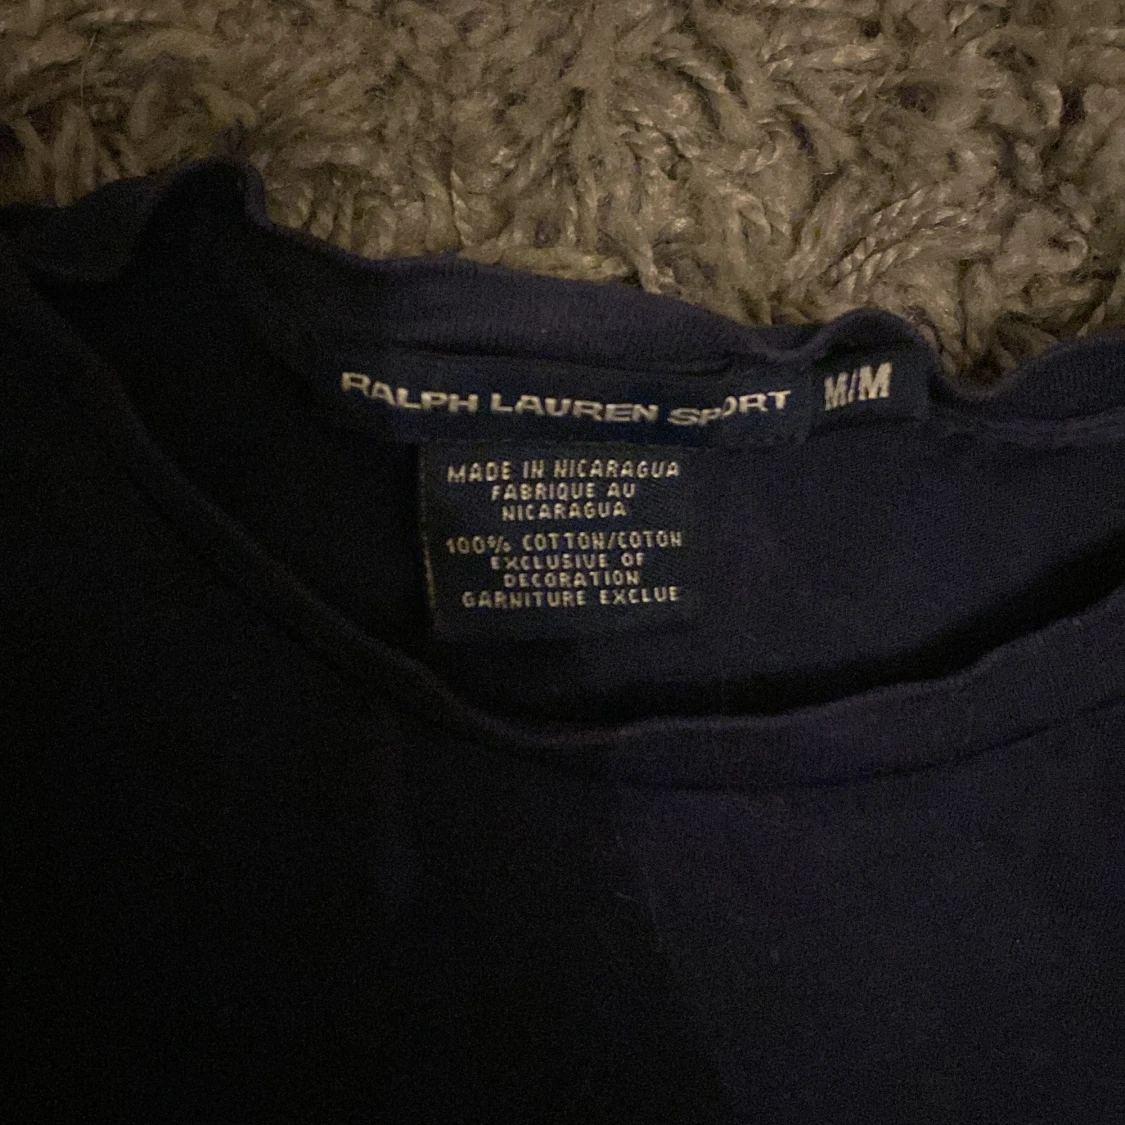 RALPH LAUREN SPORT M/M
MADE IN NICARAGUA
FABRIQUE AU
NICARAGUA
100% COTTON/COTON
EXCLUSIVE OF
DECORATION
GARNITURE EXCLUE